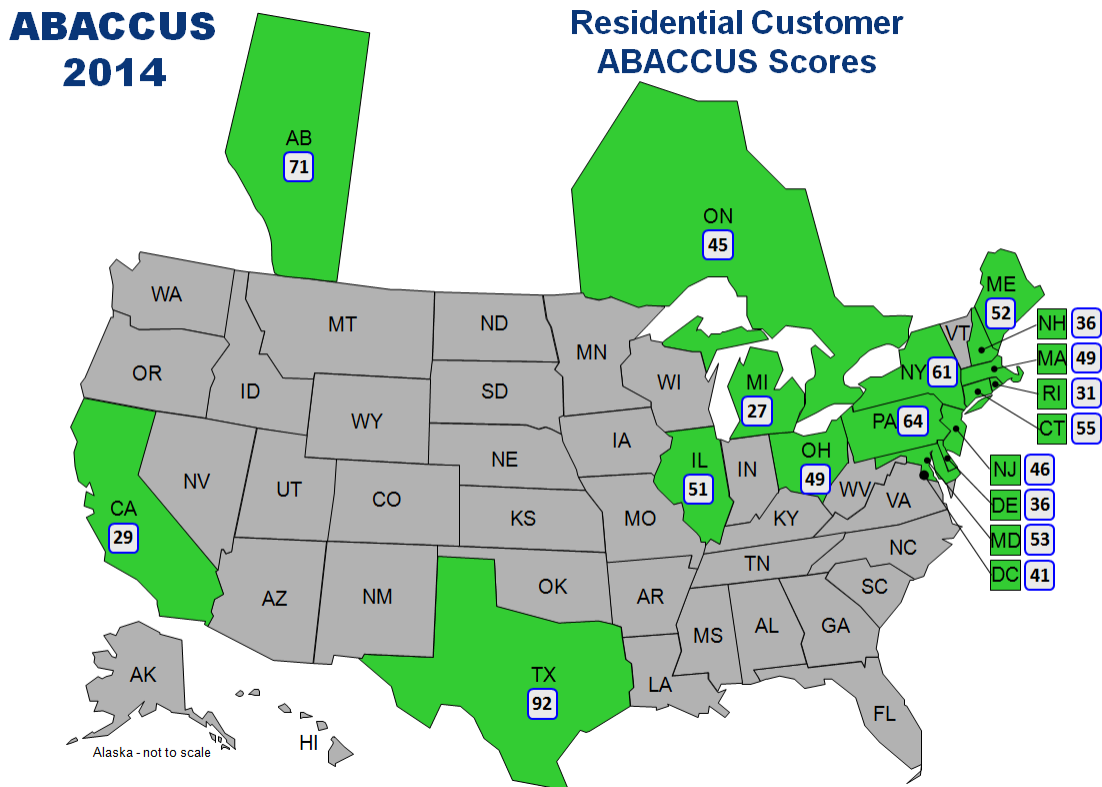 ABACCUS
2014
Residential Customer
ABACCUS Scores
AB
71
ON
45
WA
MT
ND
MN
ME
52
VT
NH 36
MA 49
RI 31
CT 55
OR
ID
SD
WI
MI
27
NY 61
WY
PA 64
IA
NE
IL
51
IN
OH
49
NJ 46
DE 36
MD 53
DC 41
NV
UT
CO
KS
MO
KY
WV
VA
CA
29
AZ
NM
OK
AR
TN
NC
SC
MS
AL
GA
TX
92
LA
FL
AK
Alaska - not to scale
HI